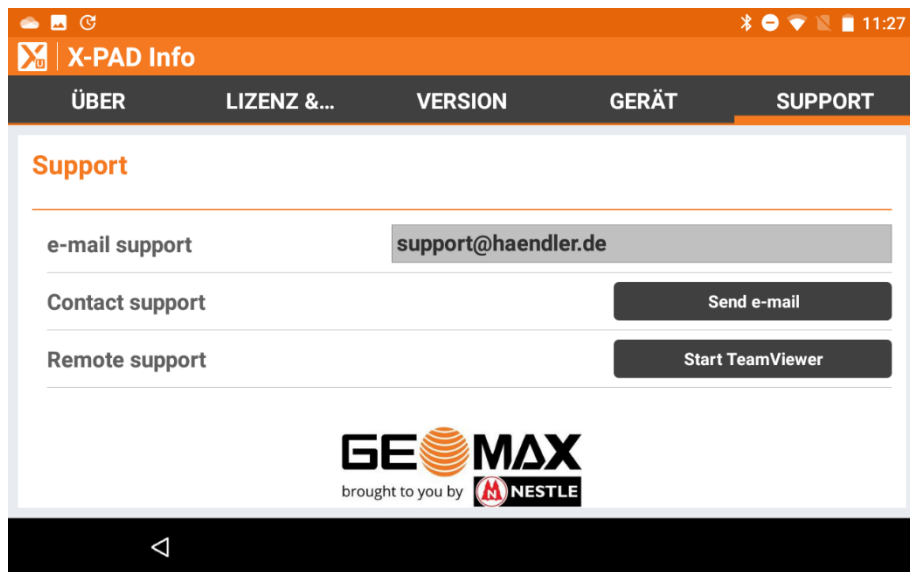 11:27
X-PAD Info
ÜBER LIZENZ &... VERSION GERÄT SUPPORT
Support
e-mail support support@haendler.de
Contact support Send e-mail
Remote support Start TeamViewer
GEOMAX
brought to you by N NESTLE